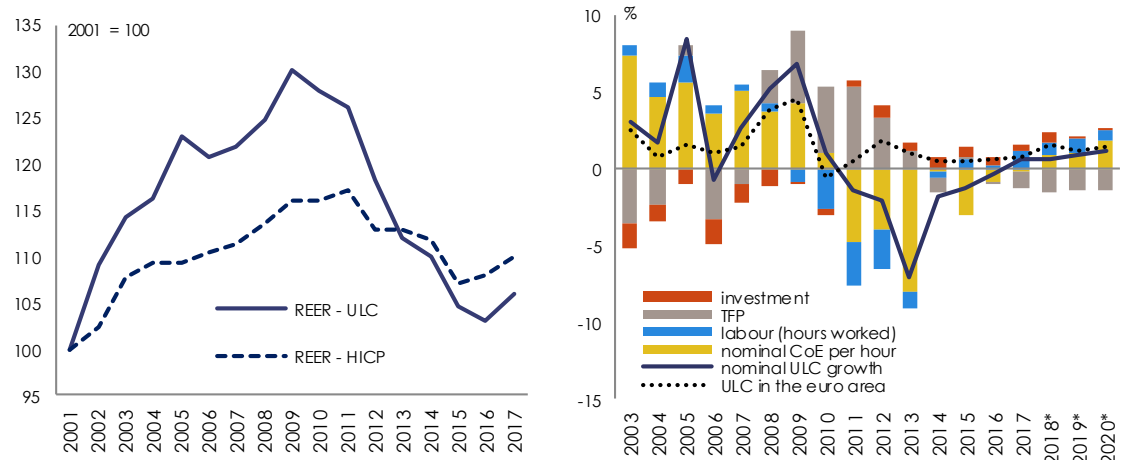 2001 = 100
135
130
125
120
115
110
105
100
95
REER - ULC
REER - HICP
2001 2002 2003 2004 2005 2006 2007 2008 2009 2010 2011 2012 2013 2014 2015 2016 2017
%
10
5
0
-5
-10
-15
investment
TFP
labour (hours worked)
nominal CoE per hour
nominal ULC growth
ULC in the euro area
2003 2004 2005 2006 2007 2008 2009 2010 2011 2012 2013 2014 2015 2016 2017 2018* 2019* 2020*